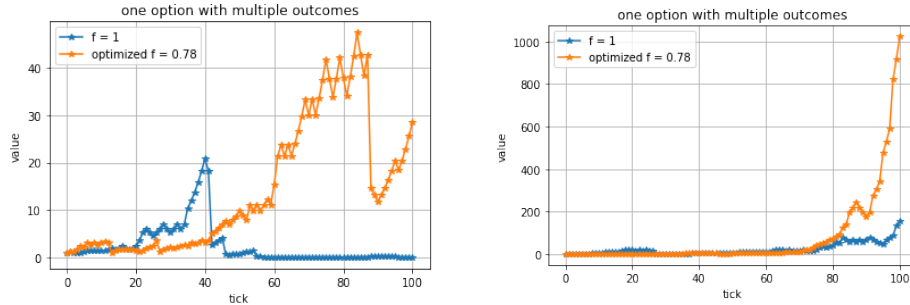 one option with multiple outcomes
f = 1
optimized f = 0.78
value
40
30
20
10
0
0
20
40
60
80
100
tick
one option with multiple outcomes
f = 1
optimized f = 0.78
value
1000
800
600
400
200
0
0
20
40
60
80
100
tick